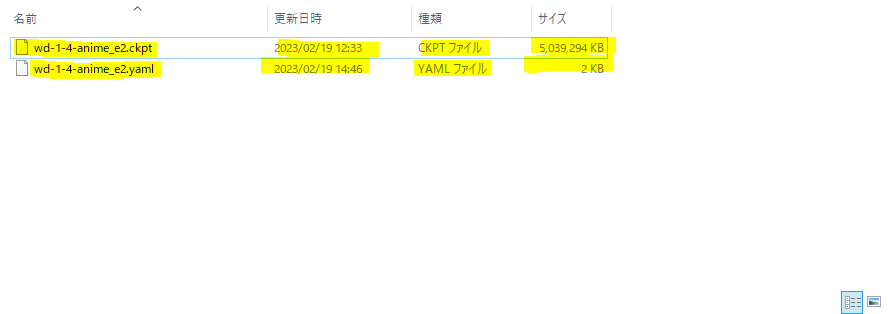 名前 更新日時 種類 サイズ
wd-1-4-anime_e2.ckpt 2023/02/19 12:33 CKPT ファイル 5,039,294 KB
wd-1-4-anime_e2.yaml 2023/02/19 14:46 YAML ファイル 2 KB